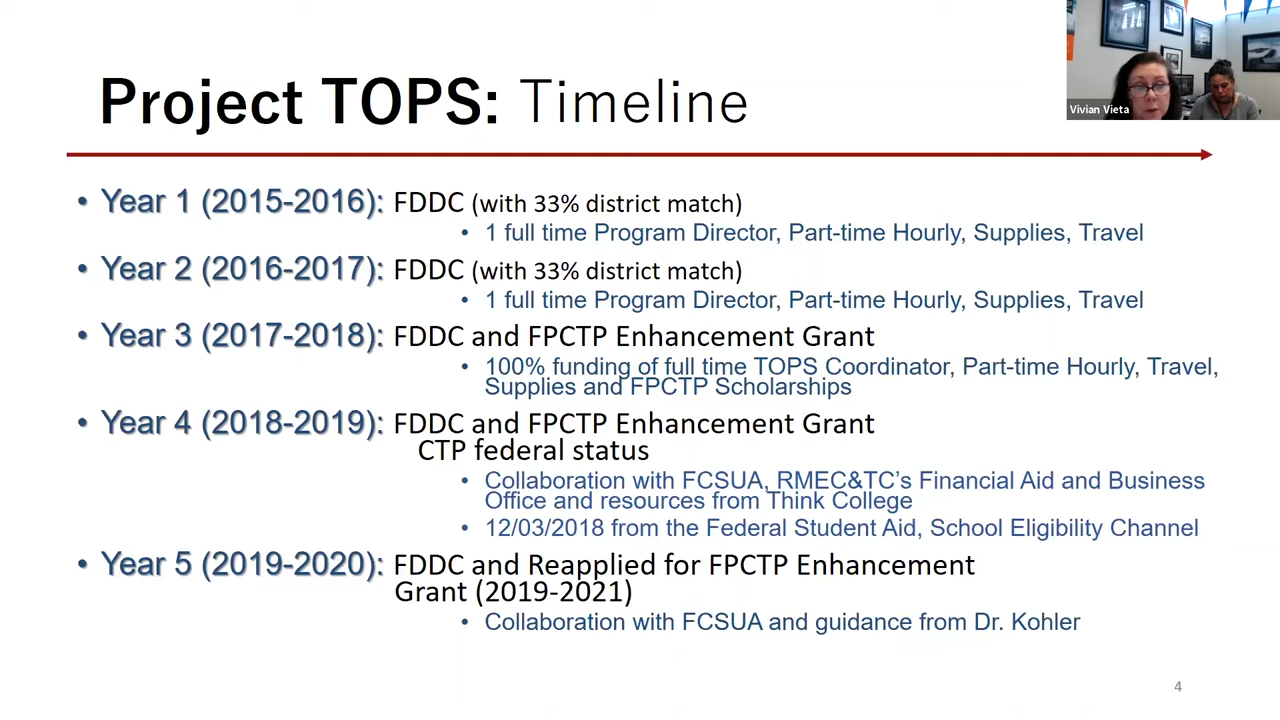 Project TOPS: Timeline
Vivian Vieta
• Year 1 (2015-2016): FDDC (with 33% district match)
• 1 full time Program Director, Part-time Hourly, Supplies, Travel
• Year 2 (2016-2017): FDDC (with 33% district match)
• 1 full time Program Director, Part-time Hourly, Supplies, Travel
• Year 3 (2017-2018): FDDC and FPCTP Enhancement Grant
• 100% funding of full time TOPS Coordinator, Part-time Hourly, Travel,
Supplies and FPCTP Scholarships
• Year 4 (2018-2019): FDDC and FPCTP Enhancement Grant
CTP federal status
• Collaboration with FCSUA, RMEC&TC's Financial Aid and Business
Office and resources from Think College
• 12/03/2018 from the Federal Student Aid, School Eligibility Channel
• Year 5 (2019-2020): FDDC and Reapplied for FPCTP Enhancement
Grant (2019-2021)
• Collaboration with FCSUA and guidance from Dr. Kohler
4